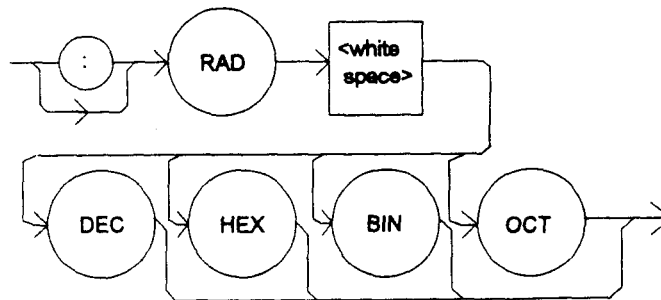 :
RAD
<white
space>
DEC
HEX
BIN
OCT